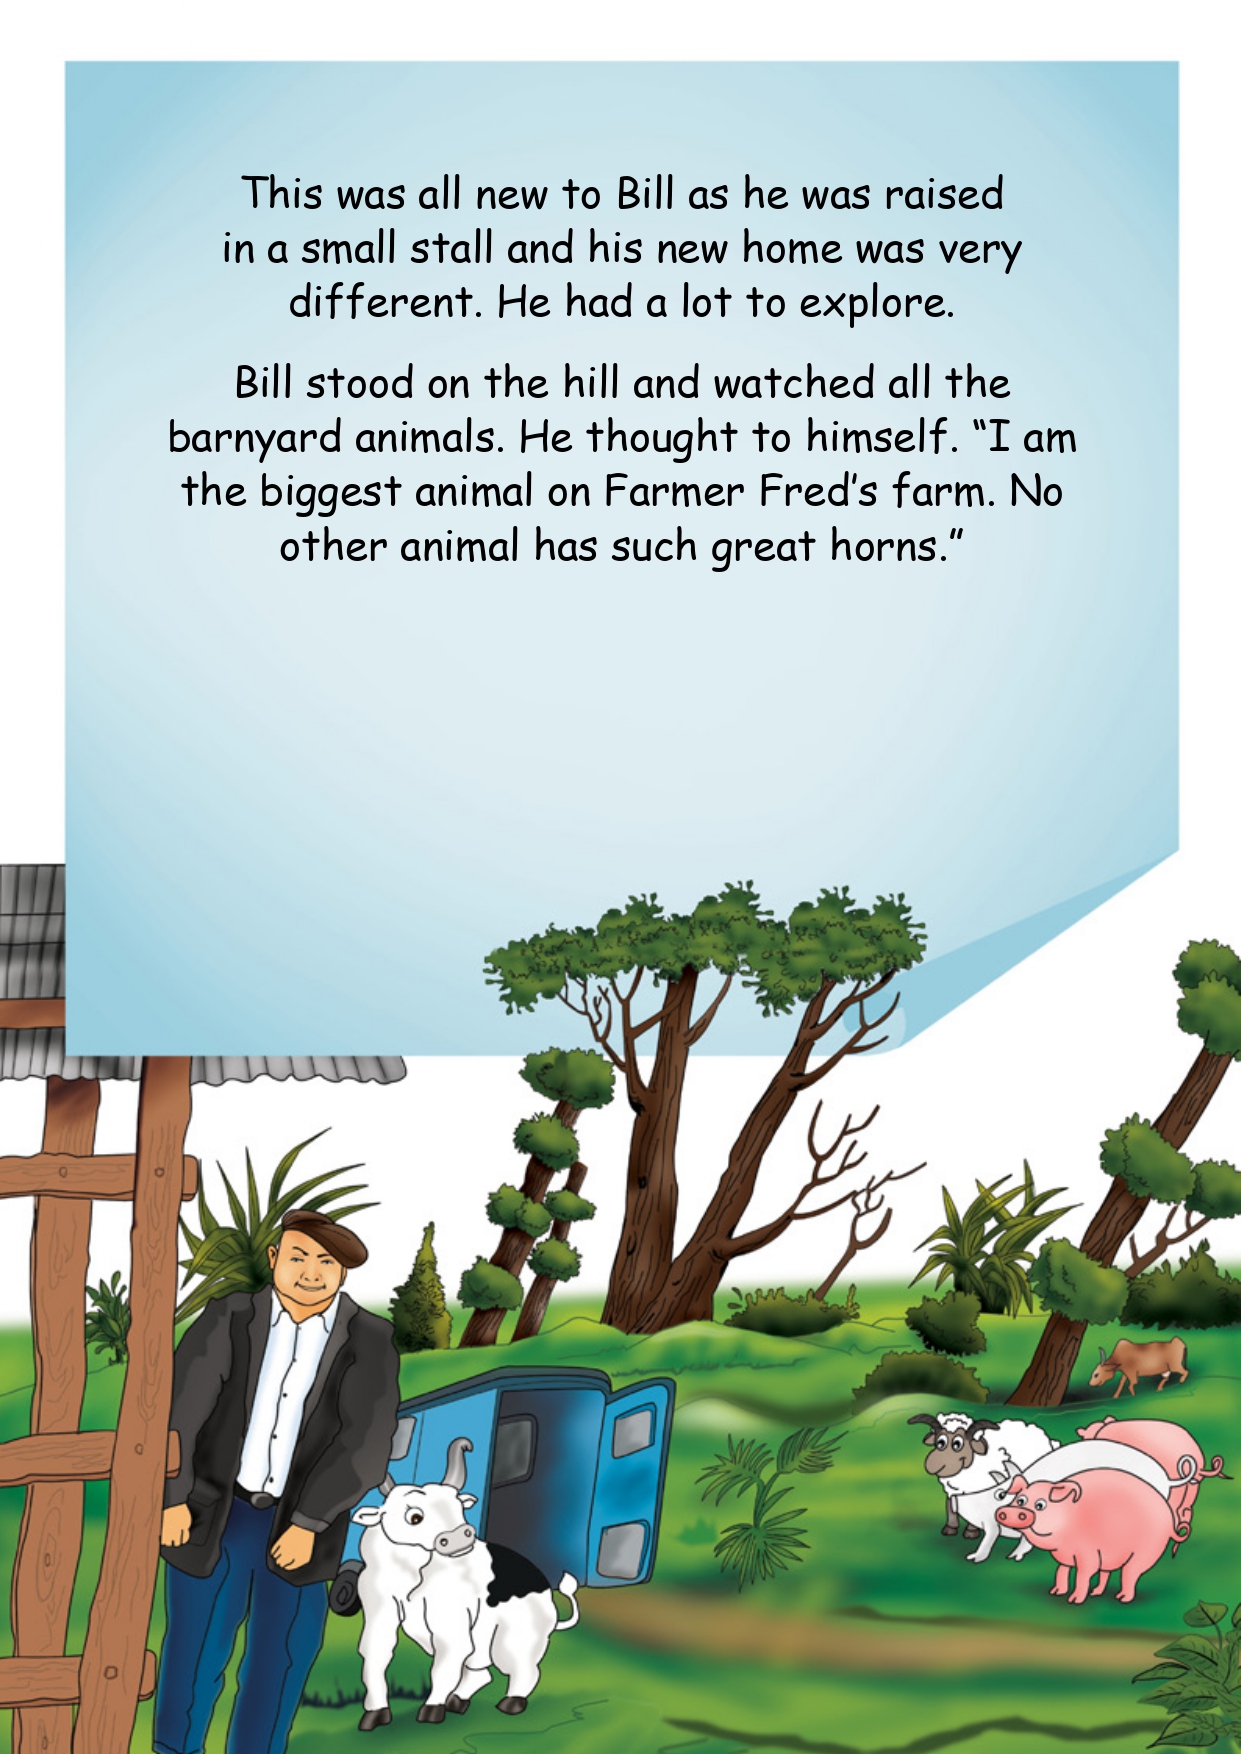 This was all new to Bill as he was raised
in a small stall and his new home was very
different. He had a lot to explore.
Bill stood on the hill and watched all the
barnyard animals. He thought to himself. “I am
the biggest animal on Farmer Fred’s farm. No
other animal has such great horns.”